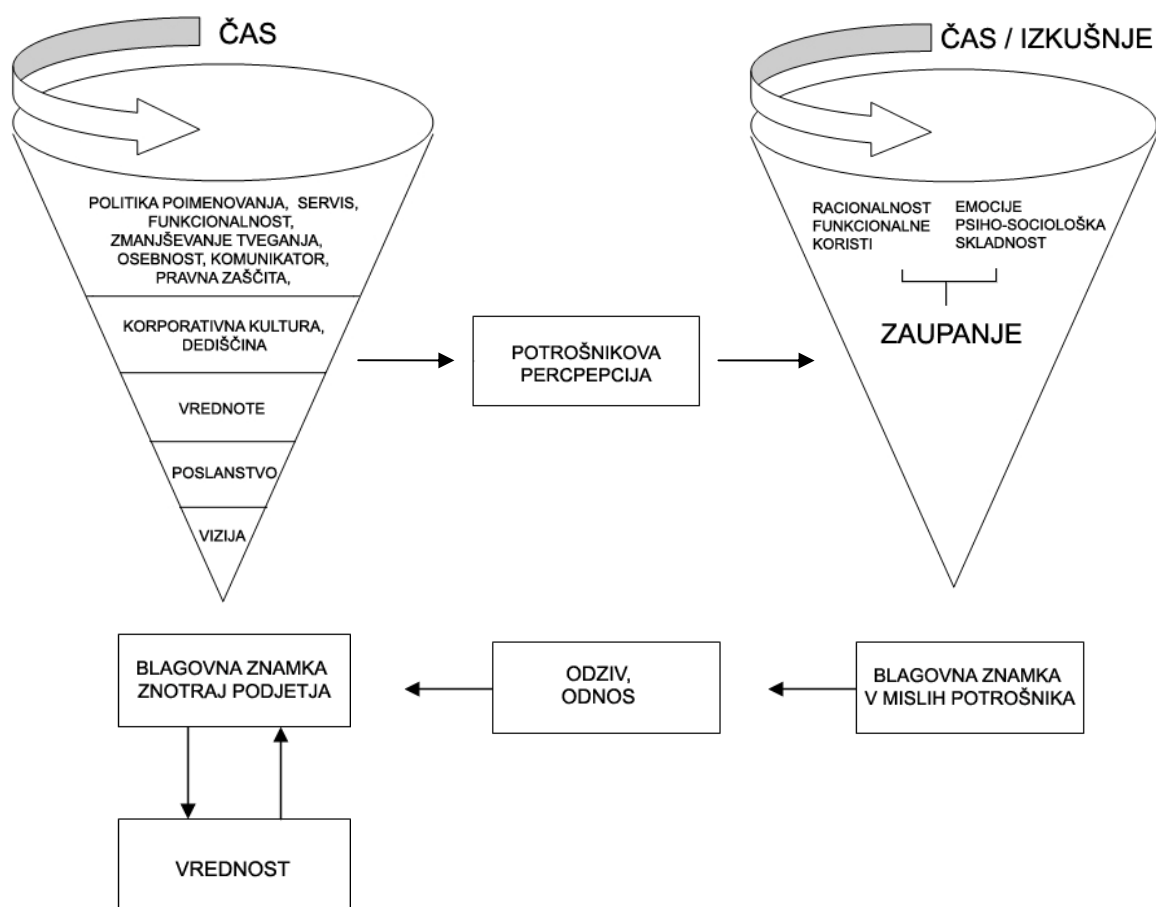 ČAS
ČAS / IZKUŠNJE
POLITIKA POIMENOVANJA, SERVIS,
FUNKCIONALNOST,
ZMANJŠEVANJE TVEGANJA,
OSEBNOST, KOMUNIKATOR,
PRAVNA ZAŠČITA,
KORPORATIVNA KULTURA,
DEDIŠČINA
VREDNOTE
POSLANSTVO
VIZIJA
POTROŠNIKOVA
PERCPEPCIJA
RACIONALNOST
FUNKCIONALNE
KORISTI
EMOCIJE
PSIHO-SOCIOLOŠKA
SKLADNOST
ZAUPANJE
BLAGOVNA ZNAMKA
ZNOTRAJ PODJETJA
ODZIV,
ODNOS
BLAGOVNA ZNAMKA
V MISLIH POTROŠNIKA
VREDNOST